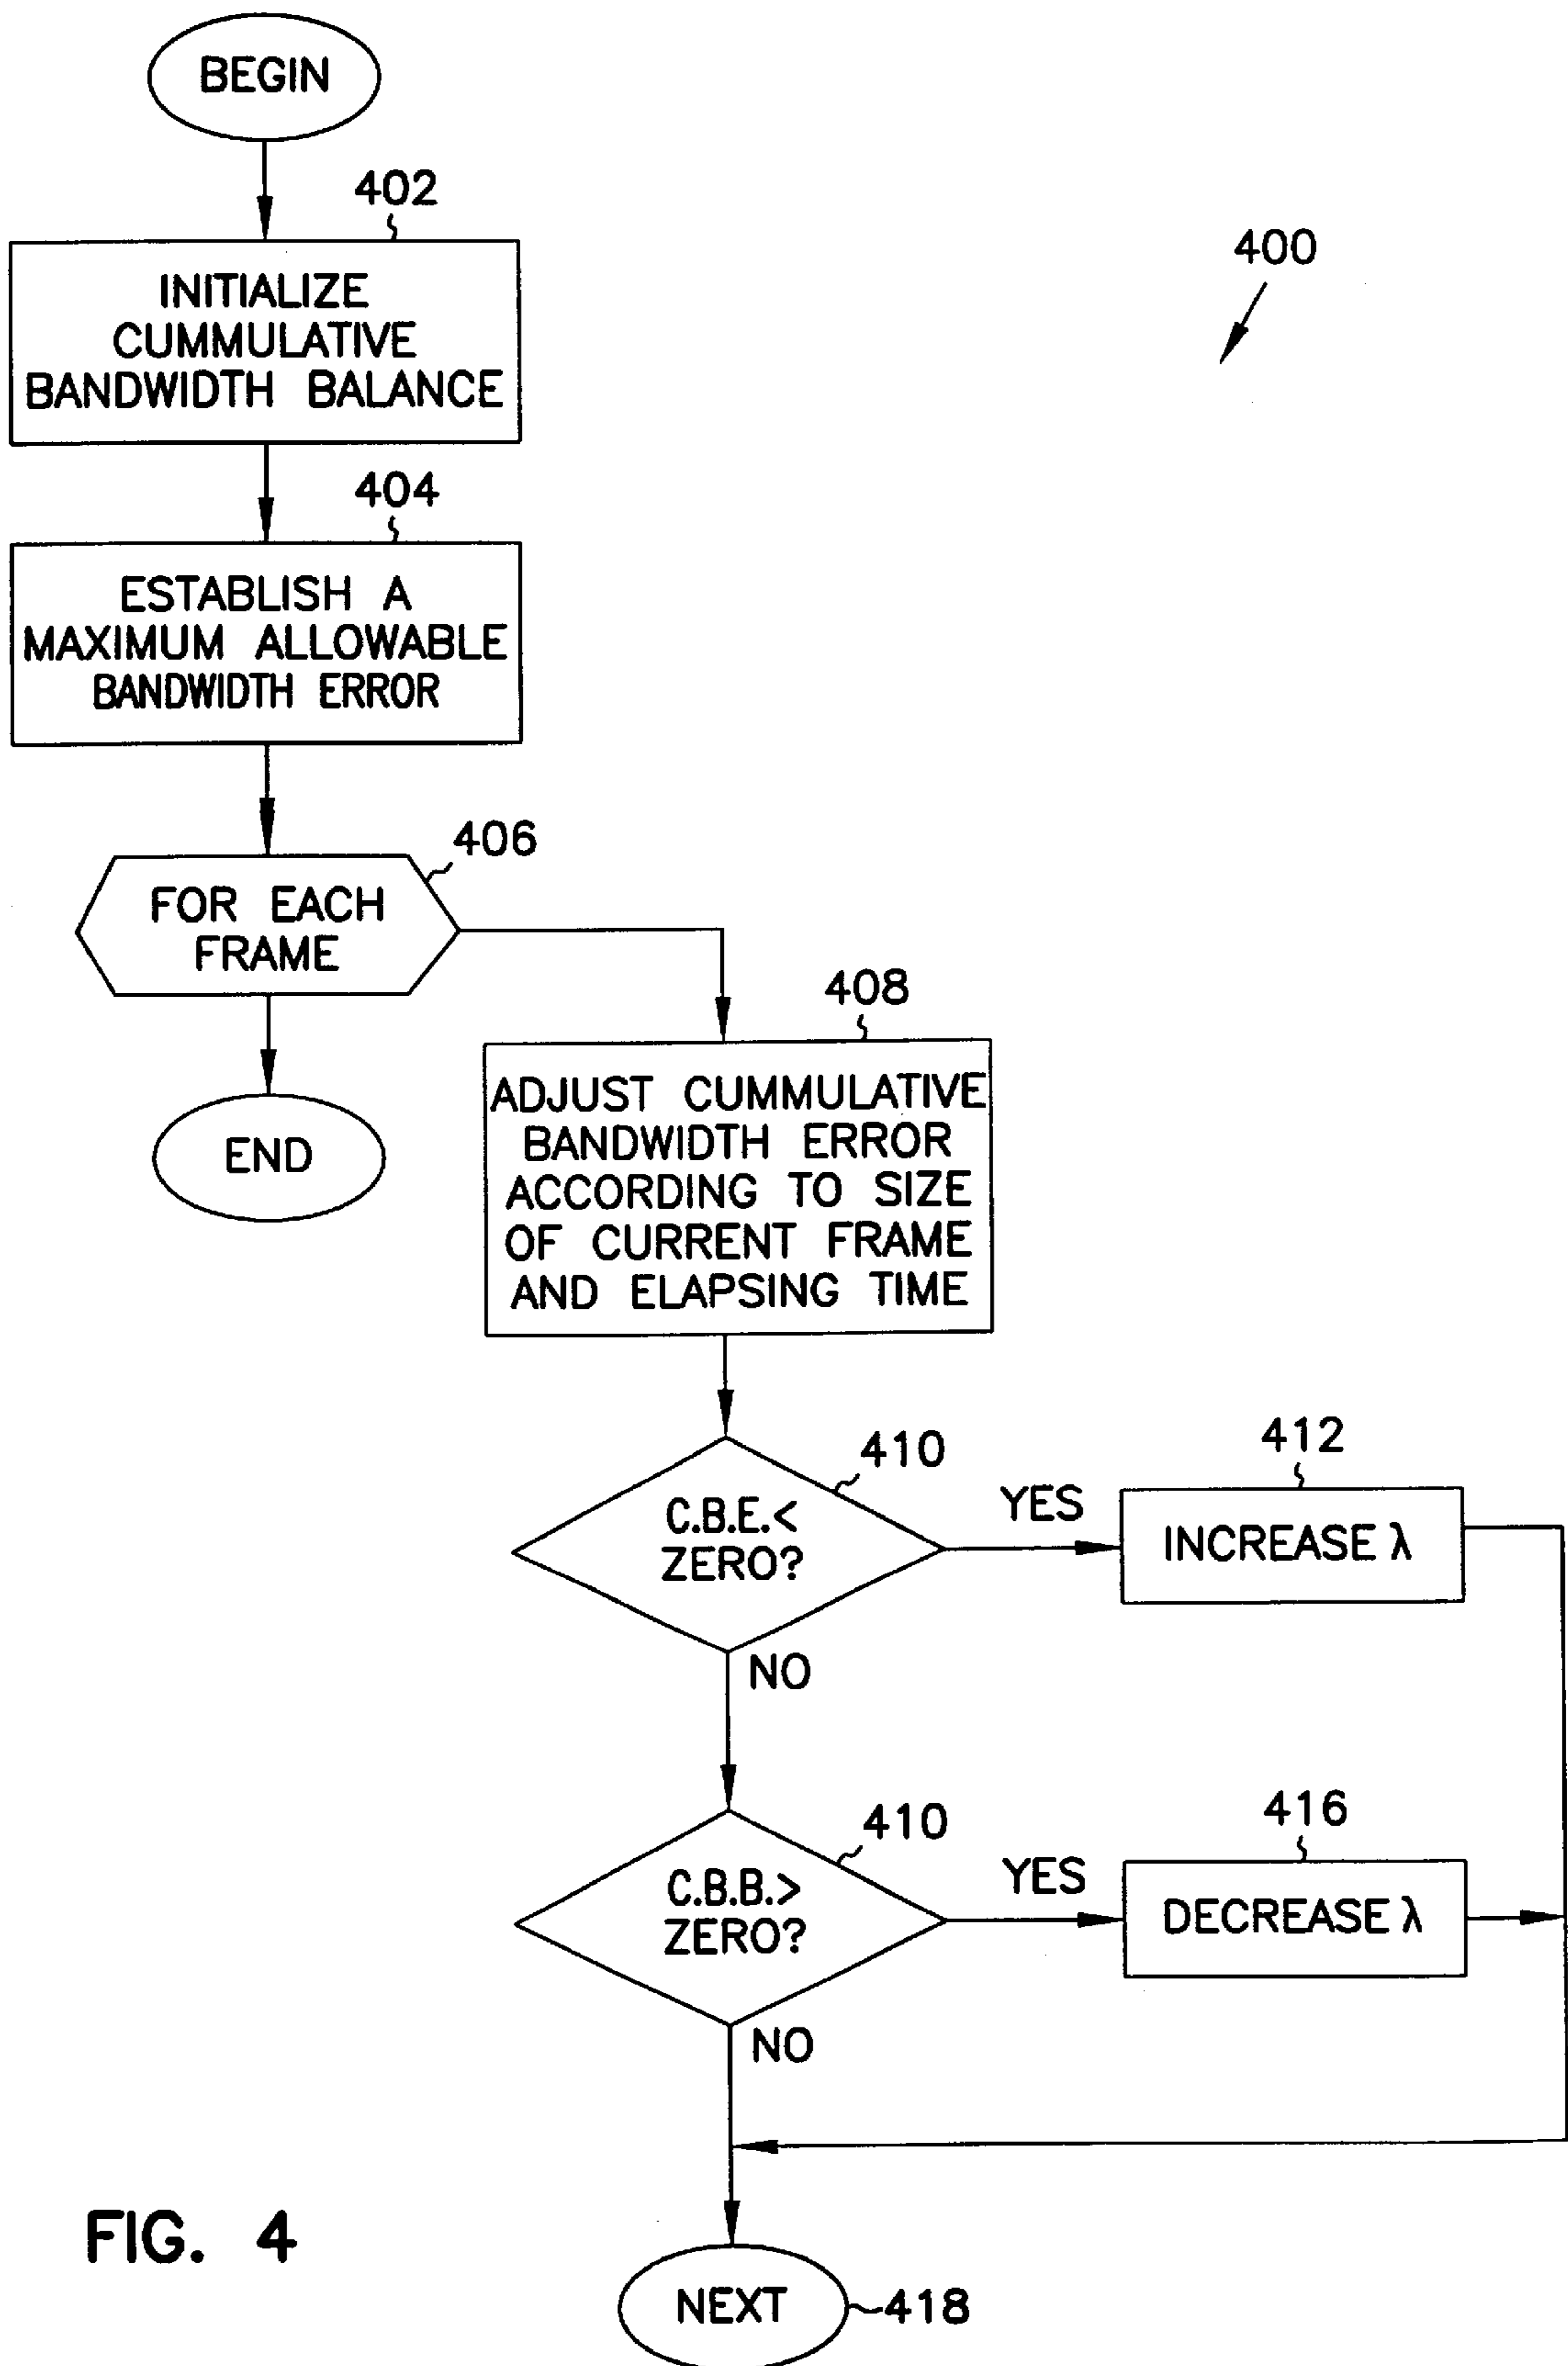 BEGIN
402
INITIALIZE
CUMMULATIVE
BANDWIDTH BALANCE
400
404
ESTABLISH A
MAXIMUM ALLOWABLE
BANDWIDTH ERROR
406
FOR EACH
FRAME
END
408
ADJUST CUMMULATIVE
BANDWIDTH ERROR
ACCORDING TO SIZE
OF CURRENT FRAME
AND ELAPSING TIME
410
C.B.E.<
ZERO?
YES
412
INCREASE λ
NO
410
C.B.B.>
ZERO?
YES
416
DECREASE λ
NO
NEXT
418
FIG. 4